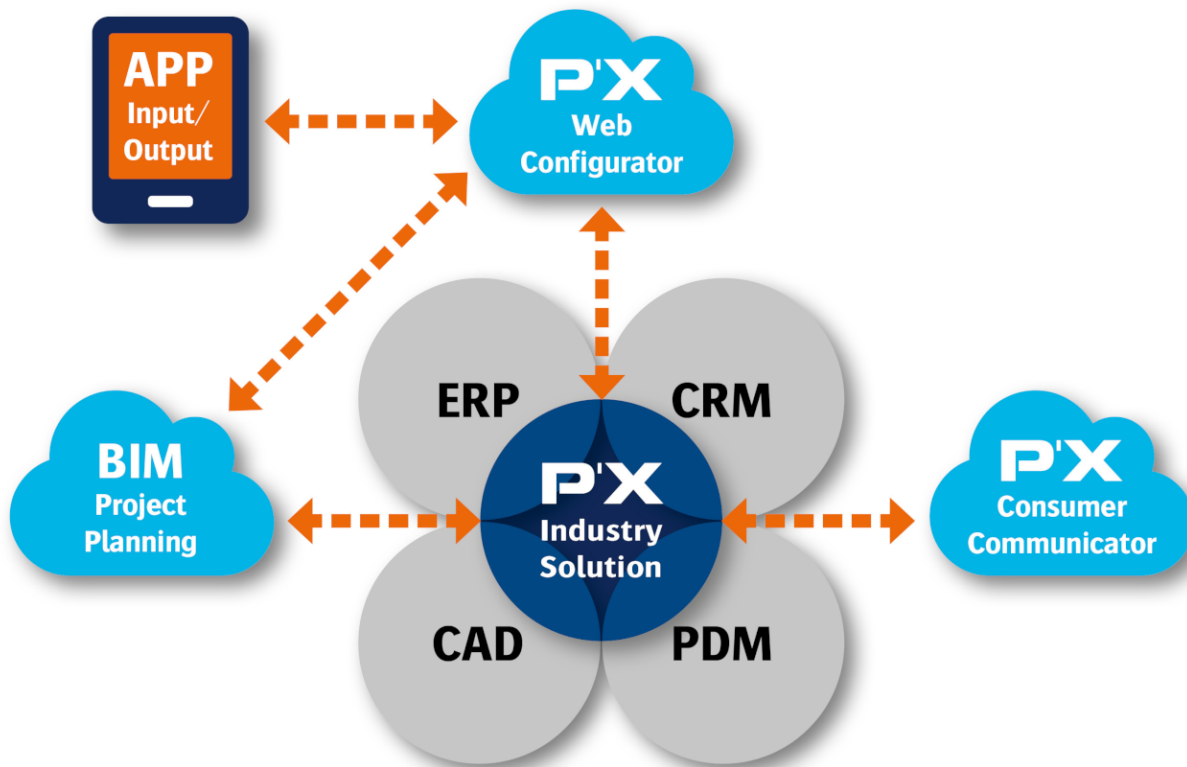 APP
Input/
Output
P'X
Web
Configurator
ERP
CRM
BIM
Project
Planning
P'X
Industry
Solution
P'X
Consumer
Communicator
CAD
PDM